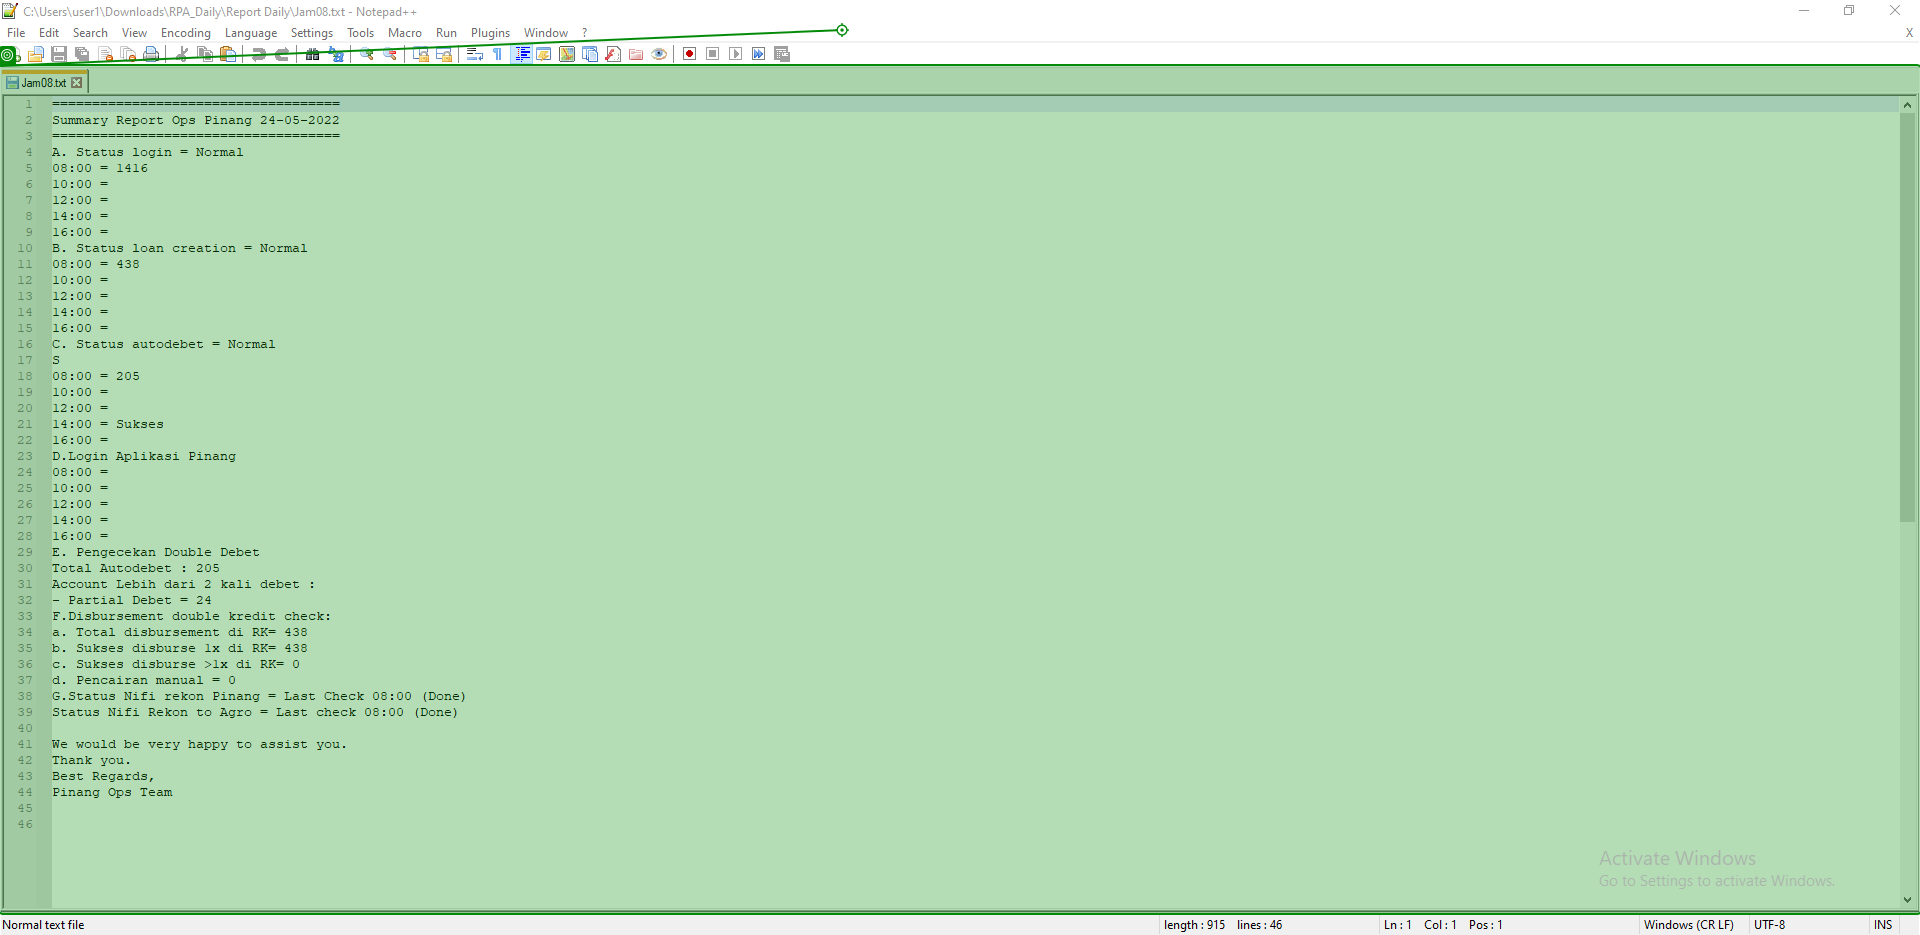 C:\Users\user1\Downloads\RPA_Daily\Report Daily\Jam08.txt - Notepad++
File Edit Search View Encoding Language Settings Tools Macro Run Plugins Window ? X
Jam08.txt
1 ====================================
2 Summary Report Ops Pinang 24-05-2022
3 ====================================
4 A. Status login = Normal
5 08:00 = 1416
6 10:00 =
7 12:00 =
8 14:00 =
9 16:00 =
10 B. Status loan creation = Normal
11 08:00 = 438
12 10:00 =
13 12:00 =
14 14:00 =
15 16:00 =
16 C. Status autodebet = Normal
17 S
18 08:00 = 205
19 10:00 =
20 12:00 =
21 14:00 = Sukses
22 16:00 =
23 D.Login Aplikasi Pinang
24 08:00 =
25 10:00 =
26 12:00 =
27 14:00 =
28 16:00 =
29 E. Pengecekan Double Debet
30 Total Autodebet : 205
31 Account Lebih dari 2 kali debet :
32 - Partial Debet = 24
33 F.Disbursement double kredit check:
34 a. Total disbursement di RK= 438
35 b. Sukses disburse 1x di RK= 438
36 c. Sukses disburse >1x di RK= 0
37 d. Pencairan manual = 0
38 G.Status Nifi rekon Pinang = Last Check 08:00 (Done)
39 Status Nifi Rekon to Agro = Last check 08:00 (Done)
40
41 We would be very happy to assist you.
42 Thank you.
43 Best Regards,
44 Pinang Ops Team
45
46
Activate Windows
Go to Settings to activate Windows.
Normal text file length : 915 lines : 46 Ln : 1 Col : 1 Pos : 1 Windows (CR LF) UTF-8 INS